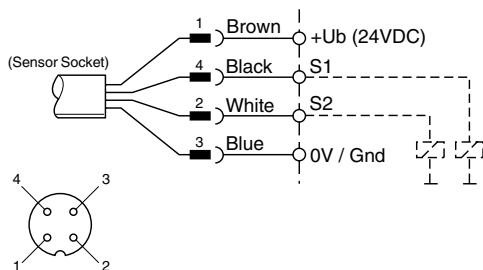 1 Brown +Ub (24VDC)
(Sensor Socket)
4 Black S1
2 White S2
3 Blue 0V / Gnd
4 3
1 2